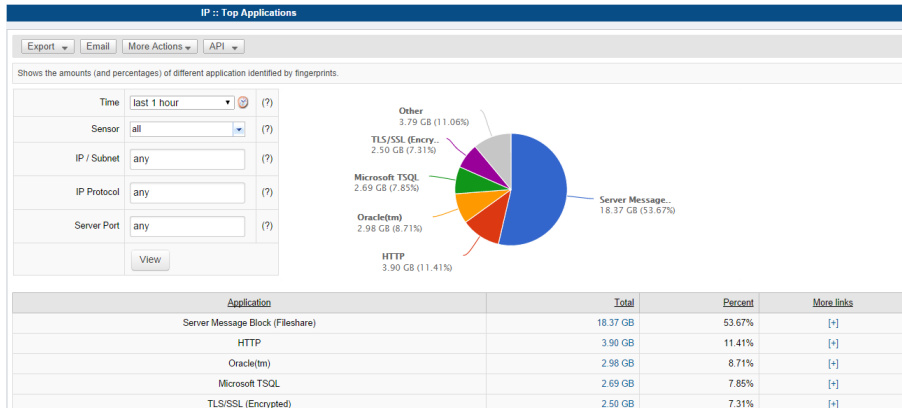 IP :: Top Applications
Export Email More Actions API
Shows the amounts (and percentages) of different application identified by fingerprints.
Time last 1 hour (?)
Sensor all (?)
IP / Subnet any (?)
IP Protocol any (?)
Server Port any (?)
View
Other
3.79 GB (11.06%)
TLS/SSL (Encry..
2.50 GB (7.31%)
Microsoft TSQL
2.69 GB (7.85%)
Oracle(tm)
2.98 GB (8.71%)
HTTP
3.90 GB (11.41%)
Server Message..
18.37 GB (53.67%)
Application Total Percent More links
Server Message Block (Fileshare) 18.37 GB 53.67% [+]
HTTP 3.90 GB 11.41% [+]
Oracle(tm) 2.98 GB 8.71% [+]
Microsoft TSQL 2.69 GB 7.85% [+]
TLS/SSL (Encrypted) 2.50 GB 7.31% [+]